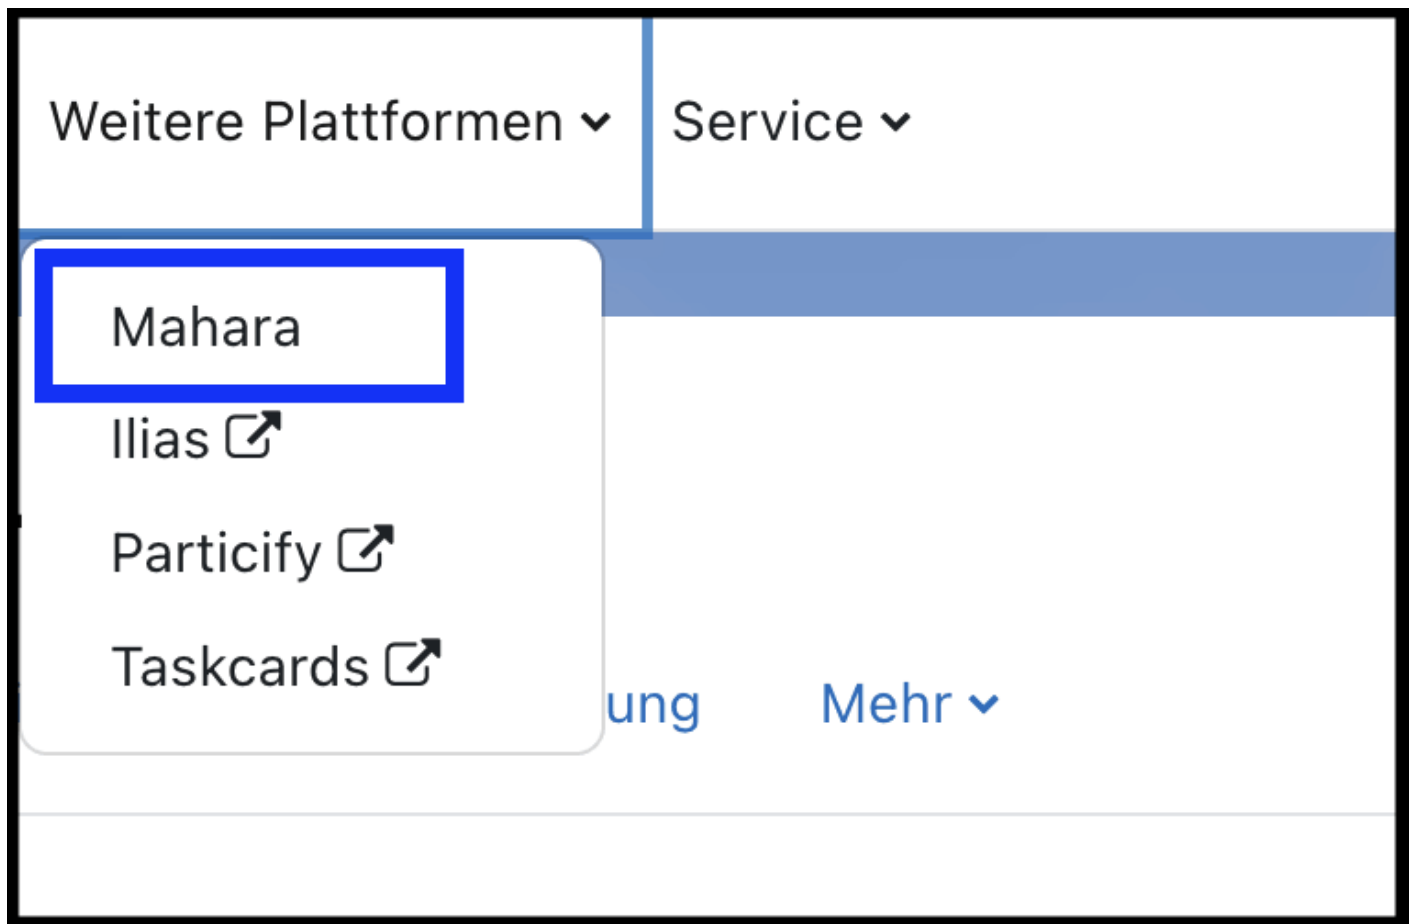 Weitere Plattformen Service
Mahara
Ilias
Particify
Taskcards
ung Mehr